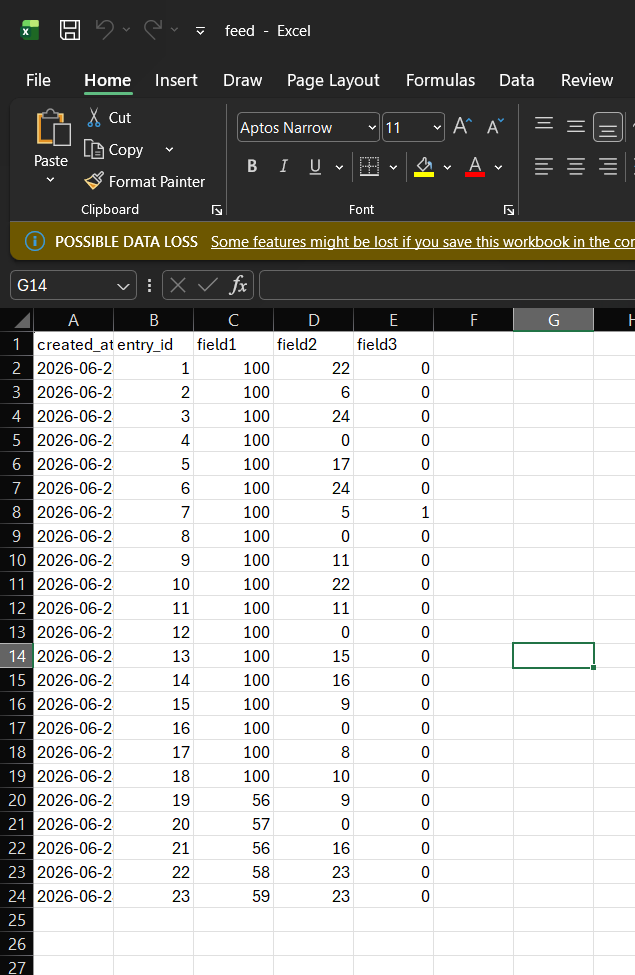 feed - Excel
File Home Insert Draw Page Layout Formulas Data Review
Paste
Cut
Copy
Format Painter
Clipboard
Aptos Narrow 11 A A
B I U A
Font
POSSIBLE DATA LOSS Some features might be lost if you save this workbook in the
G14 fx
A B C D E F G H
1 created_at entry_id field1 field2 field3
2 2026-06-2 1 100 22 0
3 2026-06-2 2 100 6 0
4 2026-06-2 3 100 24 0
5 2026-06-2 4 100 0 0
6 2026-06-2 5 100 17 0
7 2026-06-2 6 100 24 0
8 2026-06-2 7 100 5 1
9 2026-06-2 8 100 0 0
10 2026-06-2 9 100 11 0
11 2026-06-2 10 100 22 0
12 2026-06-2 11 100 11 0
13 2026-06-2 12 100 0 0
14 2026-06-2 13 100 15 0
15 2026-06-2 14 100 16 0
16 2026-06-2 15 100 9 0
17 2026-06-2 16 100 0 0
18 2026-06-2 17 100 8 0
19 2026-06-2 18 100 10 0
20 2026-06-2 19 56 9 0
21 2026-06-2 20 57 0 0
22 2026-06-2 21 56 16 0
23 2026-06-2 22 58 23 0
24 2026-06-2 23 59 23 0
25
26
27